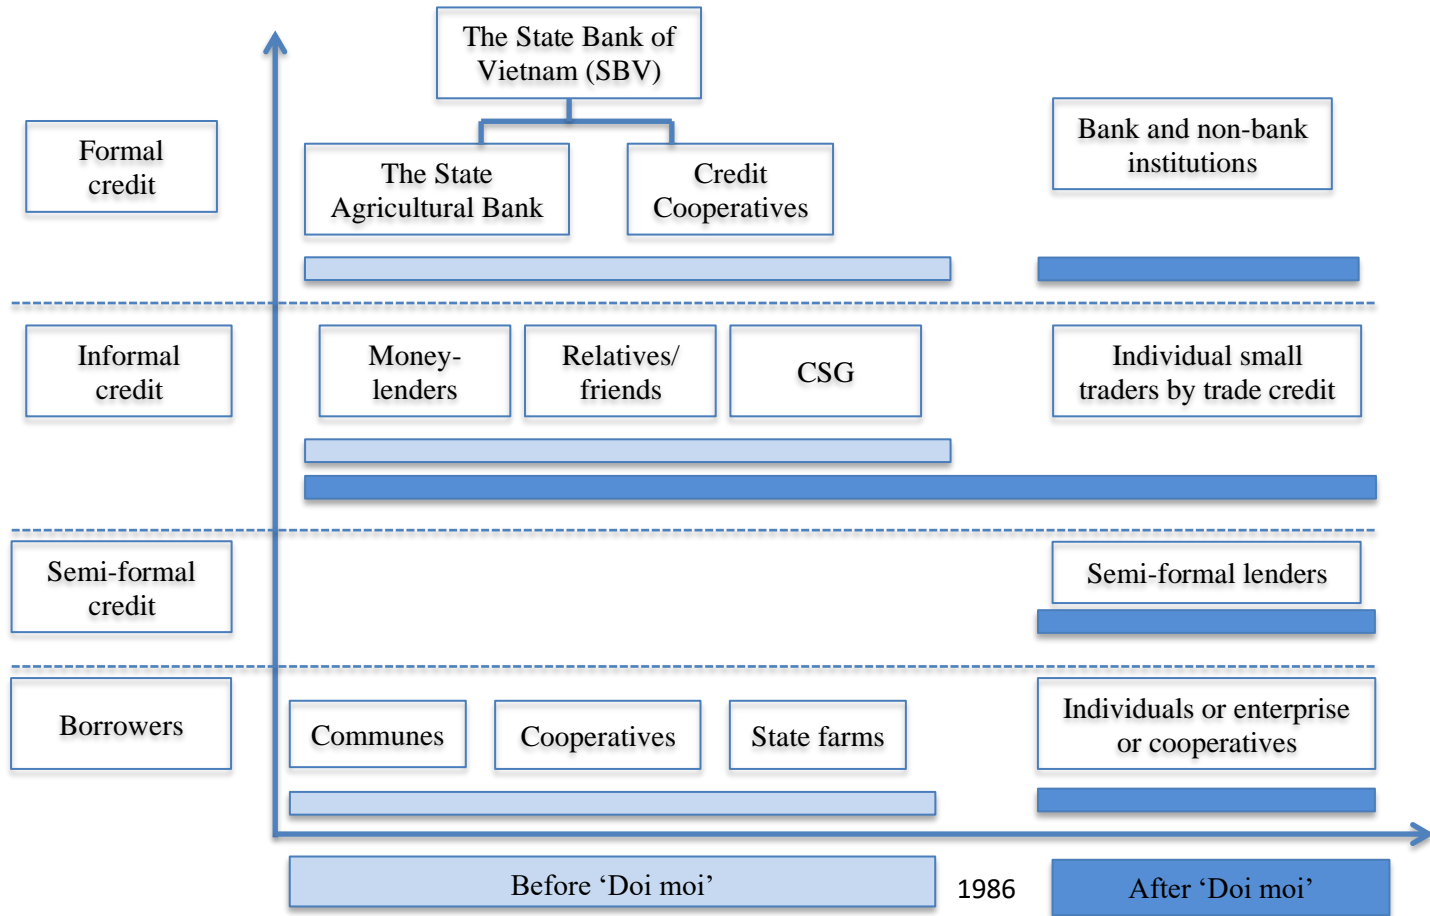 The State Bank of
Vietnam (SBV)
Formal
credit
The State
Agricultural Bank
Credit
Cooperatives
Bank and non-bank
institutions
Informal
credit
Money-
lenders
Relatives/
friends
CSG
Individual small
traders by trade credit
Semi-formal
credit
Semi-formal lenders
Borrowers
Communes
Cooperatives
State farms
Individuals or enterprise
or cooperatives
Before ‘Doi moi’
1986
After ‘Doi moi’